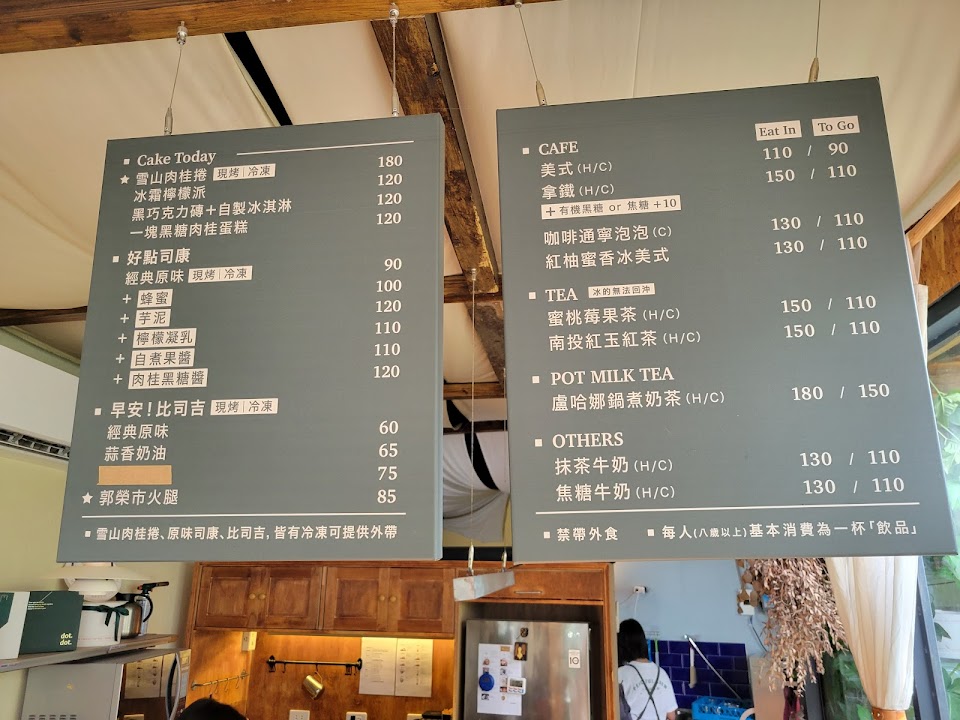 ■ Cake Today
★ 雪山肉桂捲 現烤|冷凍 180
冰霜檸檬派 120
黑巧克力磚+自製冰淇淋 120
一塊黑糖肉桂蛋糕 120
■ 好點司康
經典原味 現烤|冷凍 90
+ 蜂蜜 100
+ 芋泥 120
+ 檸檬凝乳 110
+ 自煮果醬 110
+ 肉桂黑糖醬 120
■ 早安!比司吉 現烤|冷凍
經典原味 60
蒜香奶油 65
75
★ 郭榮市火腿 85
■ 雪山肉桂捲、原味司康、比司吉, 皆有冷凍可提供外帶
Eat In To Go
■ CAFE
美式 (H/C) 110 / 90
拿鐵 (H/C) 150 / 110
+有機黑糖 or 焦糖 +10
咖啡通寧泡泡 (C) 130 / 110
紅柚蜜香冰美式 130 / 110
■ TEA 冰的無法回沖
蜜桃莓果茶 (H/C) 150 / 110
南投紅玉紅茶 (H/C) 150 / 110
■ POT MILK TEA
盧哈娜鍋煮奶茶 (H/C) 180 / 150
■ OTHERS
抹茶牛奶 (H/C) 130 / 110
焦糖牛奶 (H/C) 130 / 110
■ 禁帶外食 ■ 每人(八歲以上)基本消費為一杯「飲品」
dot.
dot.
10